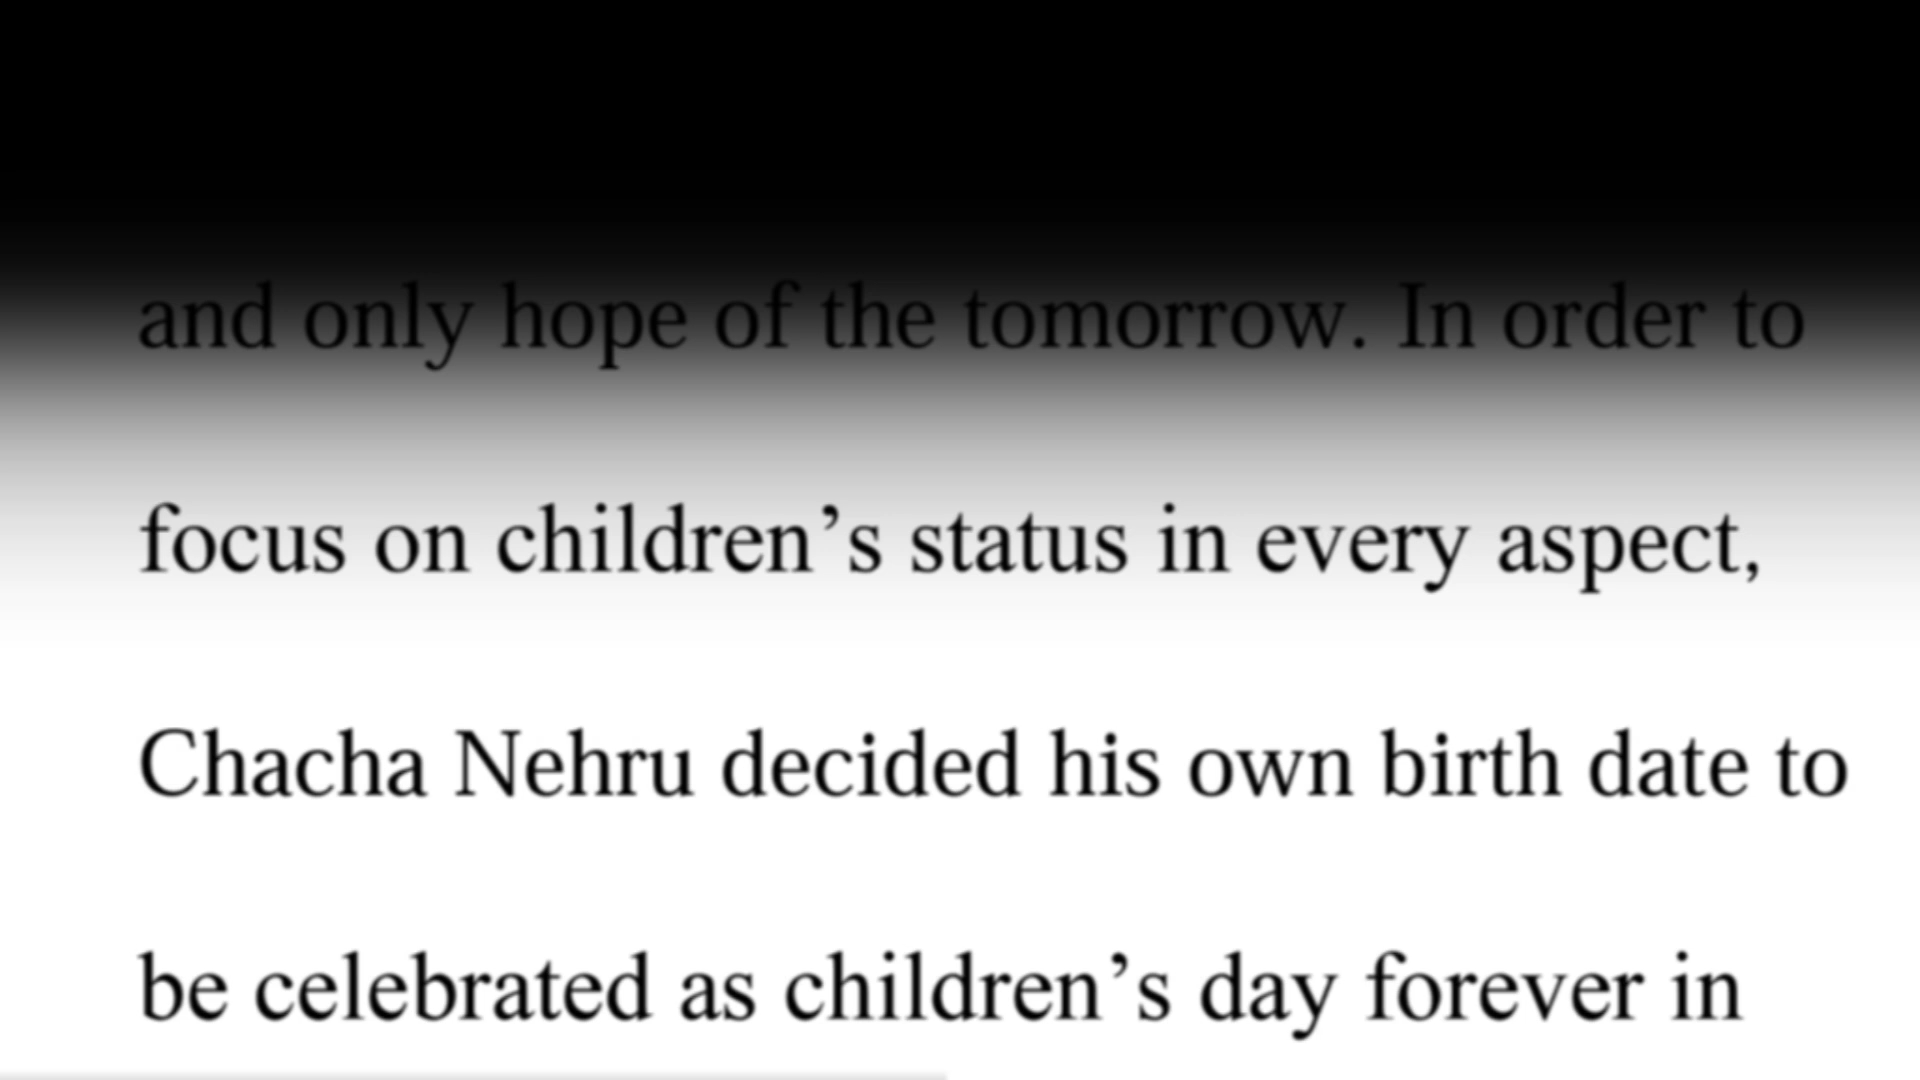 and only hope of the tomorrow. In order to
focus on children’s status in every aspect,
Chacha Nehru decided his own birth date to
be celebrated as children’s day forever in